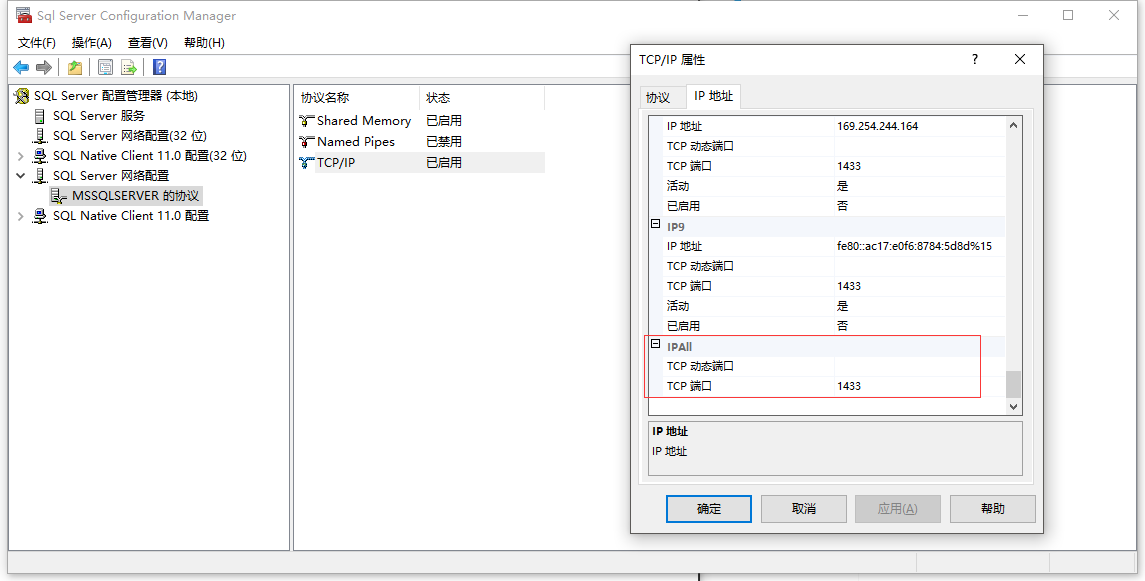 Sql Server Configuration Manager
文件(F) 操作(A) 查看(V) 帮助(H)
SQL Server 配置管理器 (本地)
SQL Server 服务
SQL Server 网络配置(32 位)
SQL Native Client 11.0 配置(32 位)
SQL Server 网络配置
MSSQLSERVER 的协议
SQL Native Client 11.0 配置
协议名称 状态
Shared Memory 已启用
Named Pipes 已禁用
TCP/IP 已启用
TCP/IP 属性
协议 IP 地址
IP 地址 169.254.244.164
TCP 动态端口
TCP 端口 1433
活动 是
已启用 否
IP9
IP 地址 fe80::ac17:e0f6:8784:5d8d%15
TCP 动态端口
TCP 端口 1433
活动 是
已启用 否
IPAll
TCP 动态端口
TCP 端口 1433
IP 地址
IP 地址
确定 取消 应用(A) 帮助